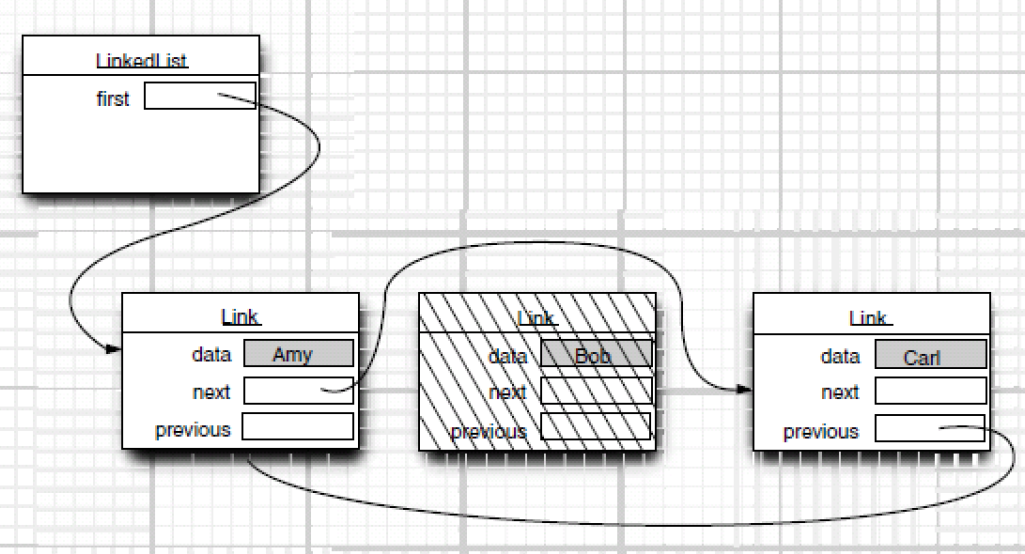 LinkedList
first
Link
data Amy
next
previous
Link
data Bob
next
previous
Link
data Carl
next
previous